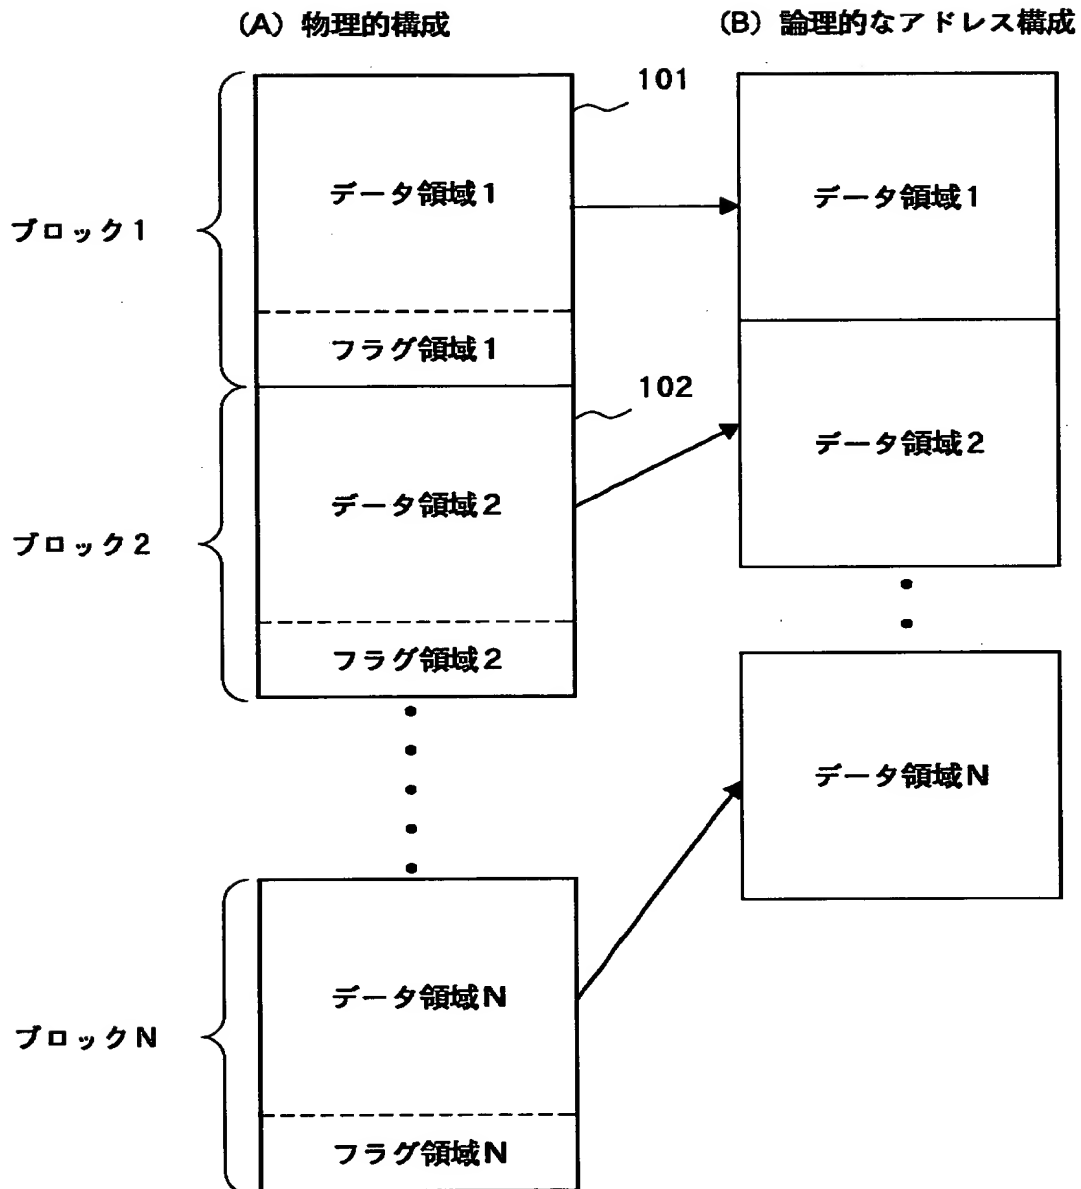 (A) 物理的構成
(B) 論理的なアドレス構成
101
データ領域1
データ領域1
ブロック1
フラグ領域1
102
データ領域2
データ領域2
ブロック2
フラグ領域2
データ領域N
データ領域N
ブロックN
フラグ領域N